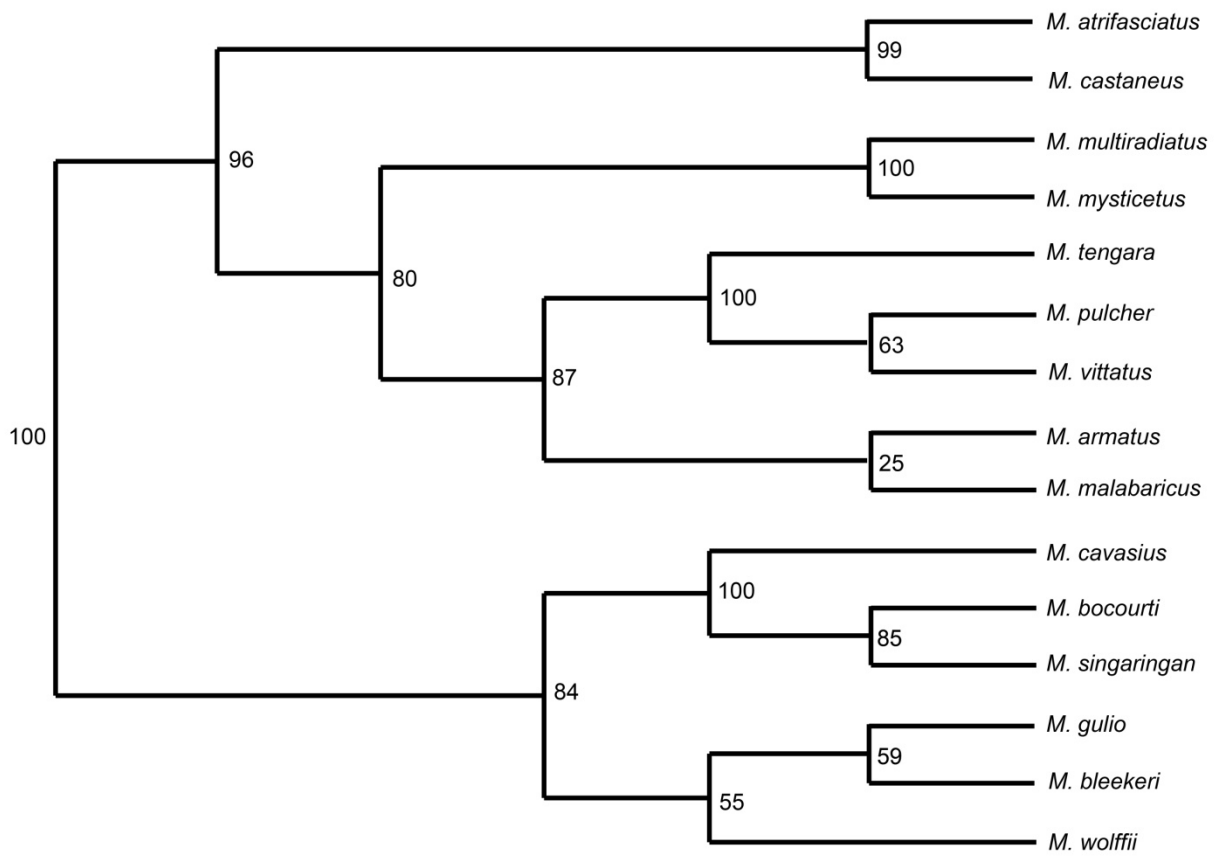 M. atrifasciatus
99
M. castaneus
M. multiradiatus
96
100
M. mysticetus
M. tengara
80
100
M. pulcher
63
M. vittatus
87
M. armatus
100
25
M. malabaricus
M. cavasius
100
M. bocourti
85
M. singaringan
84
M. gulio
59
M. bleekeri
55
M. wolffii